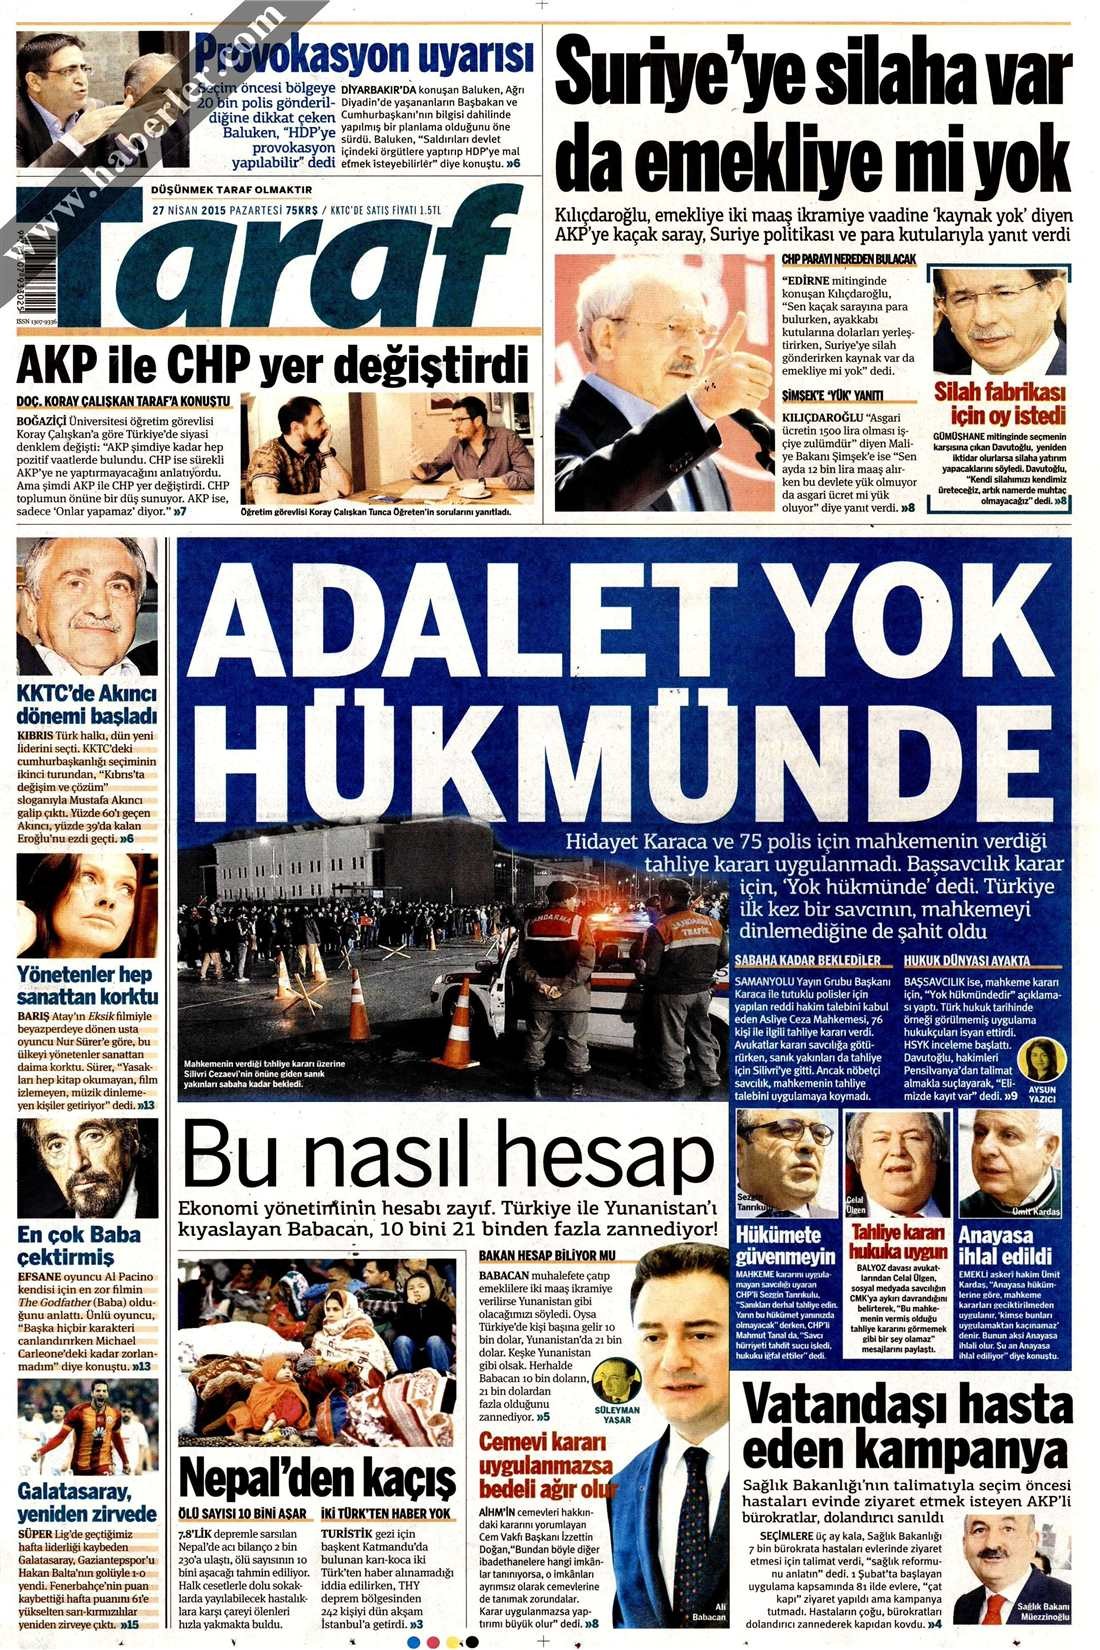 www.haberler.com
Provokasyon uyarısı
Seçim öncesi bölgeye
20 bin polis gönderil-
diğine dikkat çeken
Baluken, “HDP’ye
provokasyon
yapılabilir” dedi
DİYARBAKIR’DA konuşan Baluken, Ağrı
Diyadin’de yaşananların Başbakan ve
Cumhurbaşkanı’nın bilgisi dahilinde
yapılmış bir planlama olduğunu öne
sürdü. Baluken, “Saldırıları devlet
içindeki örgütlere yaptırıp HDP’ye mal
etmek isteyebilirler” diye konuştu. »6
DÜŞÜNMEK TARAF OLMAKTIR
27 NİSAN 2015 PAZARTESİ 75KRŞ / KKTC’DE SATIŞ FİYATI 1.5TL
Taraf
ISSN 1307-9336
Suriye’ye silaha var
da emekliye mi yok
Kılıçdaroğlu, emekliye iki maaş ikramiye vaadine ‘kaynak yok’ diyen
AKP’ye kaçak saray, Suriye politikası ve para kutularıyla yanıt verdi
CHP PARAYI NEREDEN BULACAK
“EDİRNE mitinginde
konuşan Kılıçdaroğlu,
“Sen kaçak sarayına para
bulurken, ayakkabı
kutularına dolarları yerleş-
tirirken, Suriye’ye silah
gönderirken kaynak var da
emekliye mi yok” dedi.
ŞİMŞEK’E ‘YÜK’ YANITI
KILIÇDAROĞLU “Asgari
ücretin 1500 lira olması iş-
çiye zulümdür” diyen Mali-
ye Bakanı Şimşek’e ise “Sen
ayda 12 bin lira maaş alır-
ken bu devlete yük olmuyor
da asgari ücret mi yük
oluyor” diye yanıt verdi. »8
Silah fabrikası
için oy istedi
GÜMÜŞHANE mitinginde seçmenin
karşısına çıkan Davutoğlu, yeniden
iktidar olurlarsa silaha yatırım
yapacaklarını söyledi. Davutoğlu,
“Kendi silahımızı kendimiz
üreteceğiz, artık namerde muhtaç
olmayacağız” dedi. »8
AKP ile CHP yer değiştirdi
DOÇ. KORAY ÇALIŞKAN TARAF’A KONUŞTU
BOĞAZİÇİ Üniversitesi öğretim görevlisi
Koray Çalışkan’a göre Türkiye’de siyasi
denklem değişti: “AKP şimdiye kadar hep
pozitif vaatlerde bulundu. CHP ise sürekli
AKP’ye ne yaptırmayacağını anlatıyordu.
Ama şimdi AKP ile CHP yer değiştirdi. CHP
toplumun önüne bir düş sunuyor. AKP ise,
sadece ‘Onlar yapamaz’ diyor.” »7
Öğretim görevlisi Koray Çalışkan Tunca Öğreten’in sorularını yanıtladı.
KKTC’de Akıncı
dönemi başladı
KIBRIS Türk halkı, dün yeni
liderini seçti. KKTC’deki
cumhurbaşkanlığı seçiminin
ikinci turundan, “Kıbrıs’ta
değişim ve çözüm”
sloganıyla Mustafa Akıncı
galip çıktı. Yüzde 60’ı geçen
Akıncı, yüzde 39’da kalan
Eroğlu’nu ezdi geçti. »6
Yönetenler hep
sanattan korktu
BARIŞ Atay’ın Eksik filmiyle
beyazperdeye dönen usta
oyuncu Nur Sürer’e göre, bu
ülkeyi yönetenler sanattan
daima korktu. Sürer, “Yasak-
ları hep kitap okumayan, film
izlemeyen, müzik dinleme-
yen kişiler getiriyor” dedi. »13
En çok Baba
çektirmiş
EFSANE oyuncu Al Pacino
kendisi için en zor filmin
The Godfather (Baba) oldu-
ğunu anlattı. Ünlü oyuncu,
“Başka hiçbir karakteri
canlandırırken Michael
Carleone’deki kadar zorlan-
madım” diye konuştu. »13
Galatasaray,
yeniden zirvede
SÜPER Lig’de geçtiğimiz
hafta liderliği kaybeden
Galatasaray, Gaziantepspor’u
Hakan Balta’nın golüyle 1-0
yendi. Fenerbahçe’nin puan
kaybettiği hafta puanını 61’e
yükselten sarı-kırmızılılar
yeniden zirveye çıktı. »15
ADALET YOK
HÜKMÜNDE
Hidayet Karaca ve 75 polis için mahkemenin verdiği
tahliye kararı uygulanmadı. Başsavcılık karar
için, ‘Yok hükmünde’ dedi. Türkiye
ilk kez bir savcının, mahkemeyi
dinlemediğine de şahit oldu
JANDARMA
JANDARMA
TRAFİK
Mahkemenin verdiği tahliye kararı üzerine
Silivri Cezaevi’nin önüne giden sanık
yakınları sabaha kadar bekledi.
SABAHA KADAR BEKLEDİLER
SAMANYOLU Yayın Grubu Başkanı
Karaca ile tutuklu polisler için
yapılan reddi hakim talebini kabul
eden Asliye Ceza Mahkemesi, 76
kişi ile ilgili tahliye kararı verdi.
Avukatlar kararı savcılığa götü-
rürken, sanık yakınları da tahliye
için Silivri’ye gitti. Ancak nöbetçi
savcılık, mahkemenin tahliye
talebini uygulamaya koymadı.
HUKUK DÜNYASI AYAKTA
BAŞSAVCILIK ise, mahkeme kararı
için, “Yok hükmündedir” açıklama-
sı yaptı. Türk hukuk tarihinde
örneği görülmemiş uygulama
hukukçuları isyan ettirdi.
HSYK inceleme başlattı.
Davutoğlu, hakimleri
Pensilvanya’dan talimat
almakla suçlayarak, “Eli-
mizde kayıt var” dedi. »9
AYSUN
YAZICI
Sezgin
Tanrıkulu
Hükümete
güvenmeyin
MAHKEME kararını uygula-
mayan savcılığı uyaran
CHP’li Sezgin Tanrıkulu,
“Sanıkları derhal tahliye edin.
Yarın bu hükümet yanınızda
olmayacak” derken, CHP’li
Mahmut Tanal da, “Savcı
hürriyeti tahdit suçu işledi,
hukuku iğfal ettiler” dedi.
Celal
Ülgen
Tahliye kararı
hukuka uygun
BALYOZ davası avukat-
larından Celal Ülgen,
sosyal medyada savcılığın
CMK’ya aykırı davrandığını
belirterek, “Bu mahke-
menin vermiş olduğu
tahliye kararını görmemek
gibi bir şey olamaz”
mesajlarını paylaştı.
Ümit Kardaş
Anayasa
ihlal edildi
EMEKLİ askeri hakim Ümit
Kardaş, “Anayasa hüküm-
lerine göre, mahkeme
kararları geciktirilmeden
uygulanır, ‘kimse bunları
uygulamaktan kaçınamaz’
denir. Bunun aksi Anayasa
ihlali olur. Şu an Anayasa
ihlal ediliyor” diye konuştu.
Bu nasıl hesap
Ekonomi yönetiminin hesabı zayıf. Türkiye ile Yunanistan’ı
kıyaslayan Babacan, 10 bini 21 binden fazla zannediyor!
BAKAN HESAP BİLİYOR MU
BABACAN muhalefete çatıp
emeklilere iki maaş ikramiye
verilirse Yunanistan gibi
olacağımızı söyledi. Oysa
Türkiye’de kişi başına gelir 10
bin dolar, Yunanistan’da 21 bin
dolar. Keşke Yunanistan
gibi olsak. Herhalde
Babacan 10 bin doların,
21 bin dolardan
fazla olduğunu
zannediyor. »5
SÜLEYMAN
YAŞAR
Ali
Babacan
Cemevi kararı
uygulanmazsa
bedeli ağır olur
AİHM’İN cemevleri hakkın-
daki kararını yorumlayan
Cem Vakfı Başkanı İzzettin
Doğan, “Bundan böyle diğer
ibadethanelere hangi imkân-
lar tanınıyorsa, o imkânları
ayrımsız olarak cemevlerine
de tanımak zorundalar.
Karar uygulanmazsa yap-
tırımı büyük olur” dedi. »8
Nepal’den kaçış
ÖLÜ SAYISI 10 BİNİ AŞAR
7.8’LİK depremle sarsılan
Nepal’de acı bilanço 2 bin
230’a ulaştı, ölü sayısının 10
bini aşacağı tahmin ediliyor.
Halk cesetlerle dolu sokak-
larda yayılabilecek hastalık-
lara karşı çareyi ölenleri
hızla yakmakta buldu.
İKİ TÜRK’TEN HABER YOK
TURİSTİK gezi için
başkent Katmandu’da
bulunan karı-koca iki
Türk’ten haber alınamadığı
iddia edilirken, THY
deprem bölgesinden
242 kişiyi dün akşam
İstanbul’a getirdi. »3
Vatandaşı hasta
eden kampanya
Sağlık Bakanlığı’nın talimatıyla seçim öncesi
hastaları evinde ziyaret etmek isteyen AKP’li
bürokratlar, dolandırıcı sanıldı
SEÇİMLERE üç ay kala, Sağlık Bakanlığı
7 bin bürokrata hastaları evlerinde ziyaret
etmesi için talimat verdi, “sağlık reformu-
nu anlatın” dedi. 1 Şubat’ta başlayan
uygulama kapsamında 81 ilde evlere, “çat
kapı” ziyaret yapıldı ama kampanya
tutmadı. Hastaların çoğu, bürokratları
dolandırıcı zannederek kapıdan kovdu. »4
Sağlık Bakanı
Müezzinoğlu